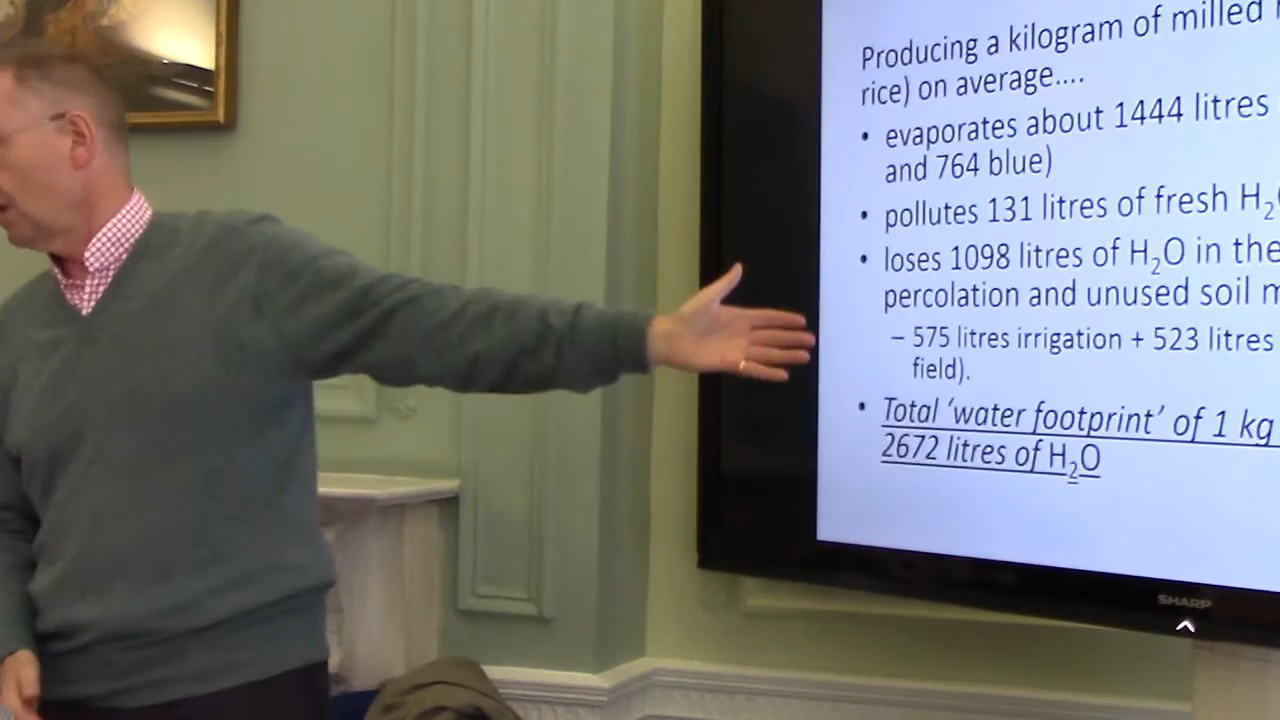 Producing a kilogram of milled
rice) on average....
• evaporates about 1444 litres
and 764 blue)
• pollutes 131 litres of fresh H₂
• loses 1098 litres of H₂O in the
percolation and unused soil
– 575 litres irrigation + 523 litres
field).
• Total ‘water footprint’ of 1 kg
2672 litres of H₂O
SHARP